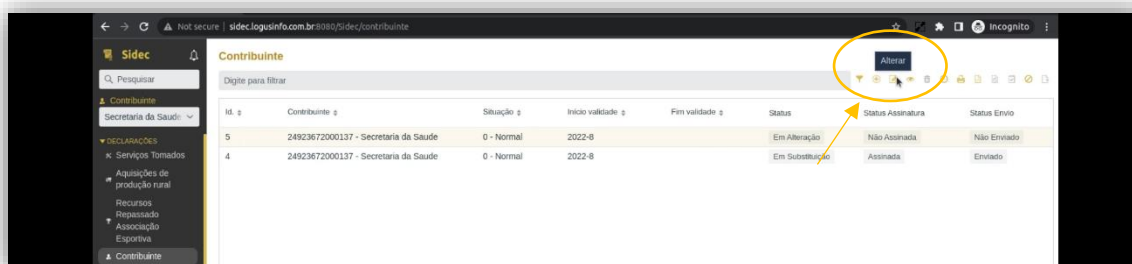 Not secure | sidec.logusinfo.com.br:8080/Sidec/contribuinte
Incognito
Sidec
Contribuinte
Alterar
Pesquisar
Digite para filtrar
Contribuinte
Secretaria da Saude
Id.
Contribuinte
Situação
Inicio validade
Fim validade
Status
Status Assinatura
Status Envio
DECLARAÇÕES
5
24923672000137 - Secretaria da Saude
0 - Normal
2022-8
Em Alteração
Não Assinada
Não Enviado
Serviços Tomados
4
24923672000137 - Secretaria da Saude
0 - Normal
2022-8
Em Substituição
Assinada
Enviado
Aquisições de
produção rural
Recursos
Repassado
Associação
Esportiva
Contribuinte